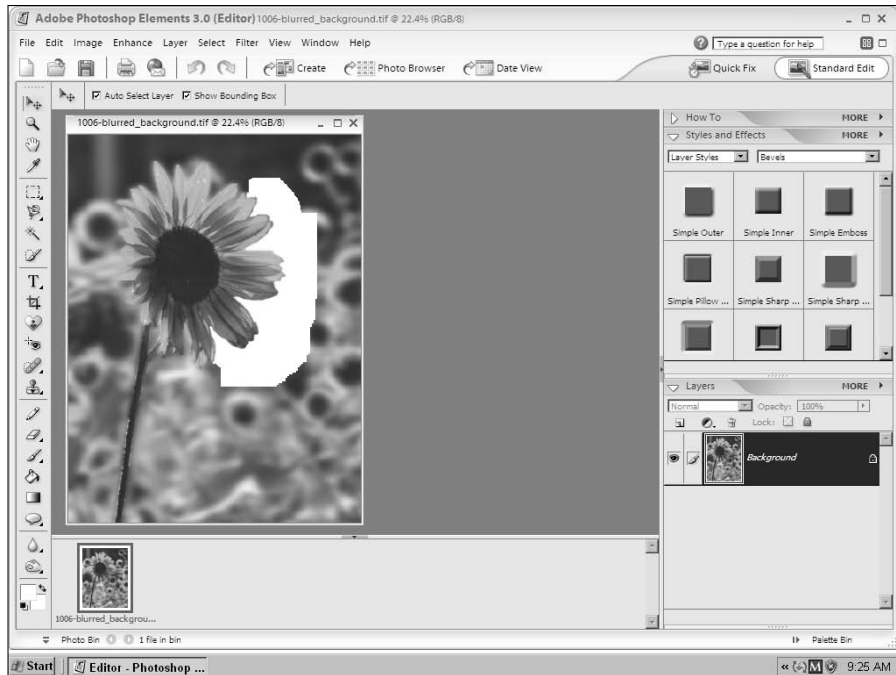 Adobe Photoshop Elements 3.0 (Editor) 1006-blurred_background.tif @ 22.4% (RGB/8)
File Edit Image Enhance Layer Select Filter View Window Help
Type a question for help
Create Photo Browser Date View Quick Fix Standard Edit
Auto Select Layer Show Bounding Box
1006-blurred_background.tif @ 22.4% (RGB/8)
How To MORE
Styles and Effects MORE
Layer Styles Bevels
Simple Outer Simple Inner Simple Emboss
Simple Pillow ... Simple Sharp ... Simple Sharp ...
Layers MORE
Normal Opacity: 100%
Lock:
Background
T
1006-blurred_backgrou...
Photo Bin 1 file in bin Palette Bin
Start Editor - Photoshop ... M 9:25 AM